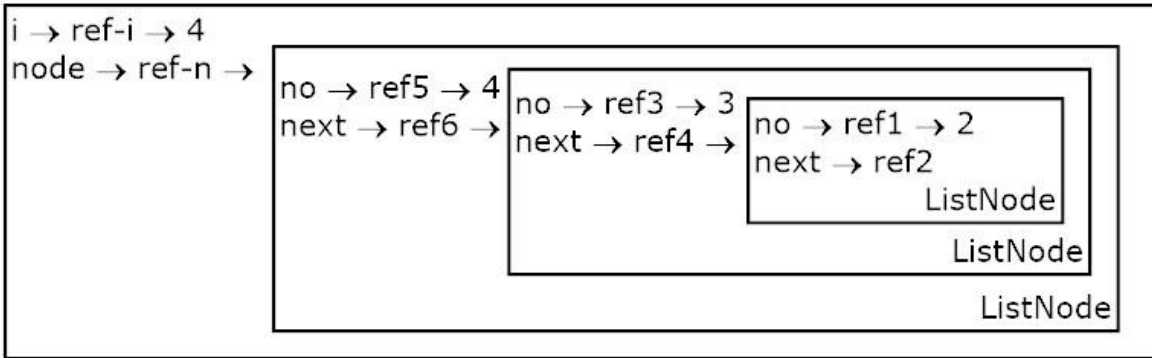 i → ref-i → 4
node → ref-n →
no → ref5 → 4
next → ref6 →
no → ref3 → 3
next → ref4 →
no → ref1 → 2
next → ref2
ListNode
ListNode
ListNode